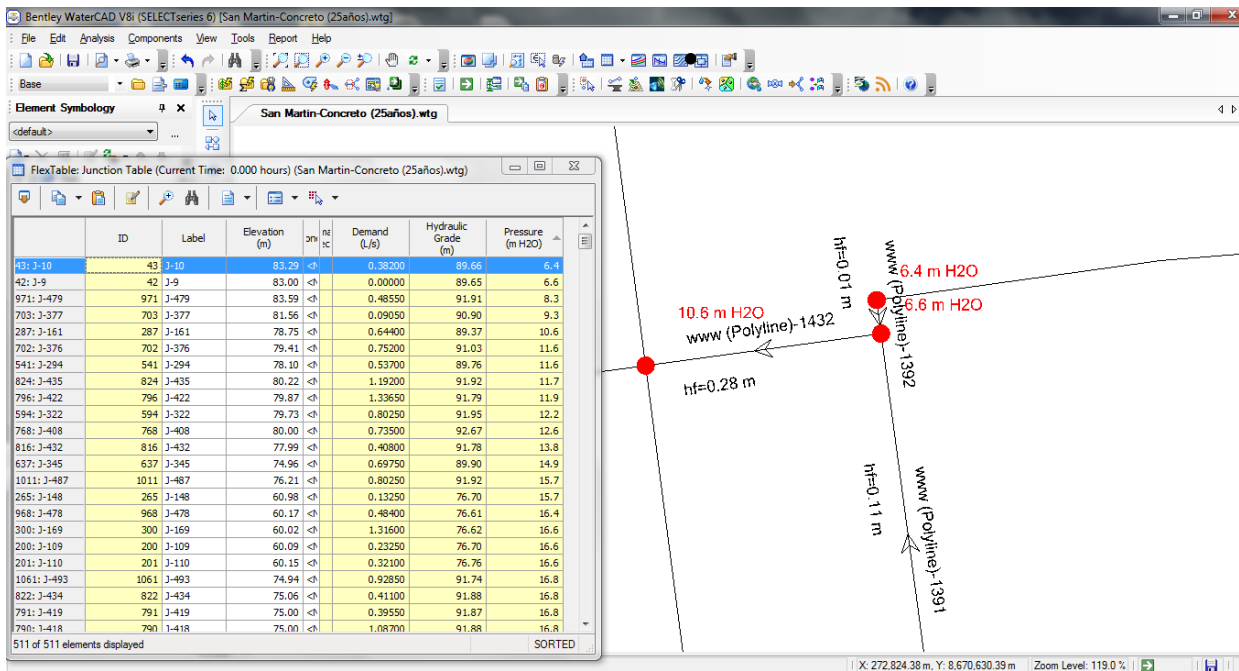 Bentley WaterCAD V8i (SELECTseries 6) [San Martin-Concreto (25años).wtg]
File Edit Analysis Components View Tools Report Help
Base
Element Symbology
<default>
...
San Martin-Concreto (25años).wtg
FlexTable: Junction Table (Current Time: 0.000 hours) (San Martin-Concreto (25años).wtg)
ID Label Elevation (m) Demand (L/s) Hydraulic Grade (m) Pressure (m H2O)
43: J-10 43 J-10 83.29 <N 0.38200 89.66 6.4
42: J-9 42 J-9 83.00 <N 0.00000 89.65 6.6
971: J-479 971 J-479 83.59 <N 0.48550 91.91 8.3
703: J-377 703 J-377 81.56 <N 0.09050 90.90 9.3
287: J-161 287 J-161 78.75 <N 0.64400 89.37 10.6
702: J-376 702 J-376 79.41 <N 0.75200 91.03 11.6
541: J-294 541 J-294 78.10 <N 0.53700 89.76 11.6
824: J-435 824 J-435 80.22 <N 1.19200 91.92 11.7
796: J-422 796 J-422 79.87 <N 1.33650 91.79 11.9
594: J-322 594 J-322 79.73 <N 0.80250 91.95 12.2
768: J-408 768 J-408 80.00 <N 0.73500 92.67 12.6
816: J-432 816 J-432 77.99 <N 0.40800 91.78 13.8
637: J-345 637 J-345 74.96 <N 0.69750 89.90 14.9
1011: J-487 1011 J-487 76.21 <N 0.80250 91.92 15.7
265: J-148 265 J-148 60.98 <N 0.13250 76.70 15.7
968: J-478 968 J-478 60.17 <N 0.48400 76.61 16.4
300: J-169 300 J-169 60.02 <N 1.31600 76.62 16.6
200: J-109 200 J-109 60.09 <N 0.23250 76.70 16.6
201: J-110 201 J-110 60.15 <N 0.32100 76.76 16.6
1061: J-493 1061 J-493 74.94 <N 0.92850 91.74 16.8
822: J-434 822 J-434 75.06 <N 0.41100 91.88 16.8
791: J-419 791 J-419 75.00 <N 0.39550 91.87 16.8
790: J-418 790 J-418 75.00 <N 1.08700 91.88 16.8
511 of 511 elements displayed SORTED
hf=0.01 m
www (Polyline)-1392
6.4 m H2O
6.6 m H2O
10.6 m H2O
www (Polyline)-1432
hf=0.28 m
hf=0.11 m
www (Polyline)-1391
X: 272,824.38 m, Y: 8,670,630.39 m Zoom Level: 119.0 %